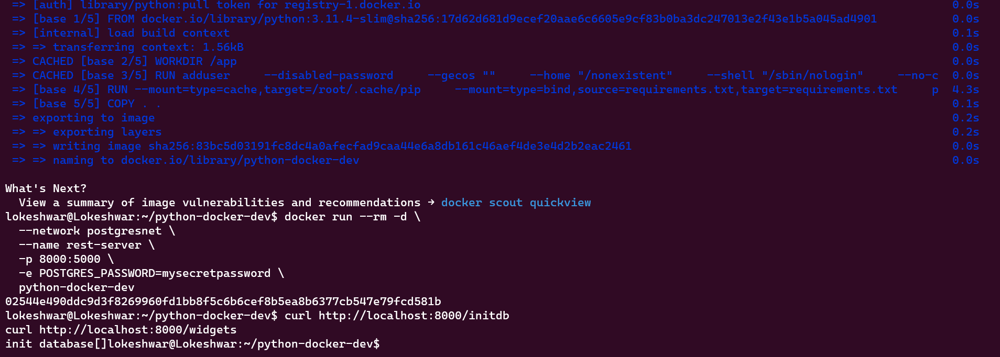 => [auth] library/python:pull token for registry-1.docker.io 0.0s
=> [base 1/5] FROM docker.io/library/python:3.11.4-slim@sha256:17d62d681d9ecef20aae6c6605e9cf83b0ba3dc247013e2f43e1b5a045ad4901 0.0s
=> [internal] load build context 0.1s
=> => transferring context: 1.56kB 0.0s
=> CACHED [base 2/5] WORKDIR /app 0.0s
=> CACHED [base 3/5] RUN adduser     --disabled-password     --gecos ""     --home "/nonexistent"     --shell "/sbin/nologin"     --no-c 0.0s
=> [base 4/5] RUN --mount=type=cache,target=/root/.cache/pip     --mount=type=bind,source=requirements.txt,target=requirements.txt     p 4.3s
=> [base 5/5] COPY . . 0.1s
=> exporting to image 0.2s
=> => exporting layers 0.2s
=> => writing image sha256:83bc5d03191fc8dc4a0afecfad9caa44e6a8db161c46aef4de3e4d2b2eac2461 0.0s
=> => naming to docker.io/library/python-docker-dev 0.0s
What's Next?
  View a summary of image vulnerabilities and recommendations → docker scout quickview
lokeshwar@Lokeshwar:~/python-docker-dev$ docker run --rm -d \
  --network postgresnet \
  --name rest-server \
  -p 8000:5000 \
  -e POSTGRES_PASSWORD=mysecretpassword \
  python-docker-dev
02544e490ddc9d3f8269960fd1bb8f5c6b6cef8b5ea8b6377cb547e79fcd581b
lokeshwar@Lokeshwar:~/python-docker-dev$ curl http://localhost:8000/initdb
curl http://localhost:8000/widgets
init database[]lokeshwar@Lokeshwar:~/python-docker-dev$